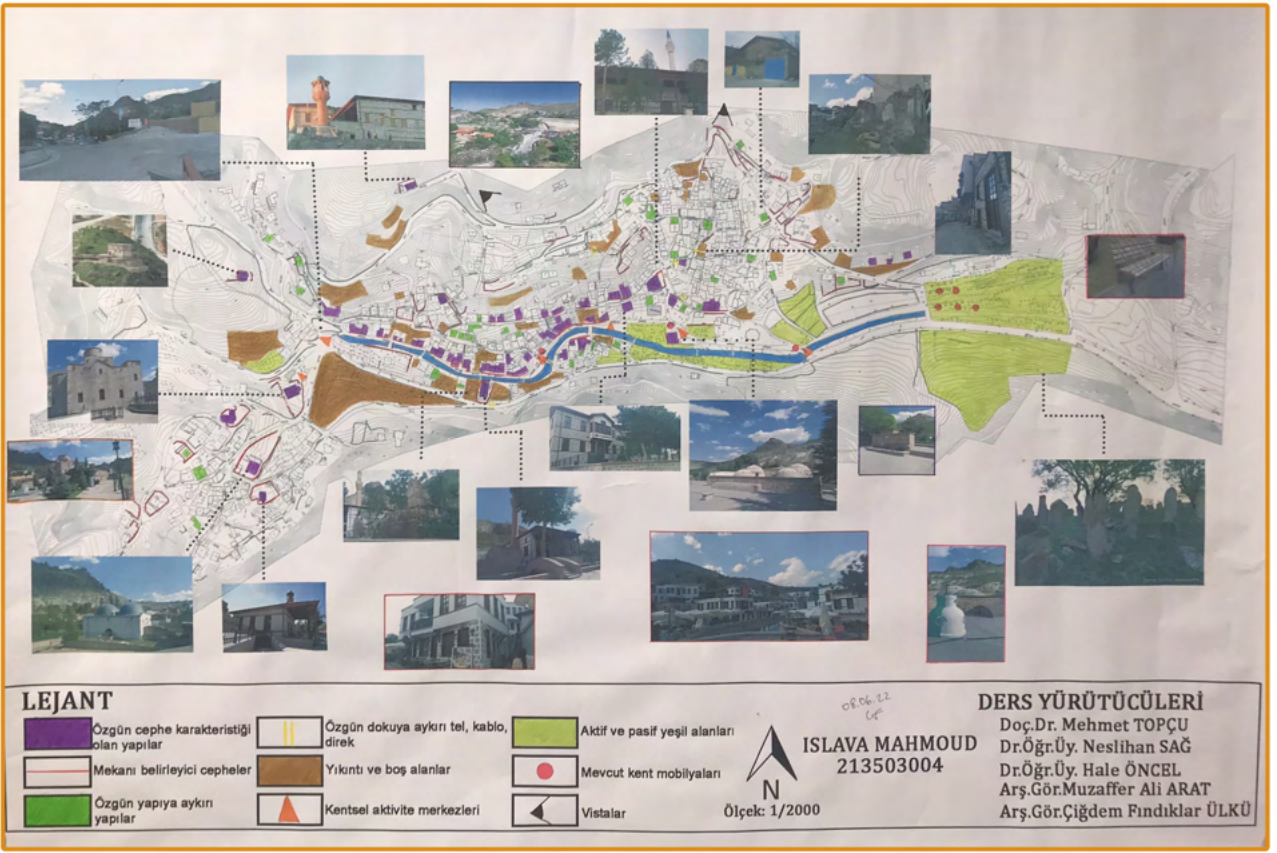 LEJANT
Özgün cephe karakteristiği
olan yapılar
Mekanı belirleyici cepheler
Özgün yapıya aykırı
yapılar
Özgün dokuya aykırı tel, kablo,
direk
Yıkıntı ve boş alanlar
Kentsel aktivite merkezleri
Aktif ve pasif yeşil alanları
Mevcut kent mobilyaları
Vistalar
N
Ölçek: 1/2000
08.06.22
ISLAVA MAHMOUD
213503004
DERS YÜRÜTÜCÜLERİ
Doç.Dr. Mehmet TOPÇU
Dr.Öğr.Üy. Neslihan SAĞ
Dr.Öğr.Üy. Hale ÖNCEL
Arş.Gör.Muzaffer Ali ARAT
Arş.Gör.Çiğdem Fındıklar ÜLKÜ